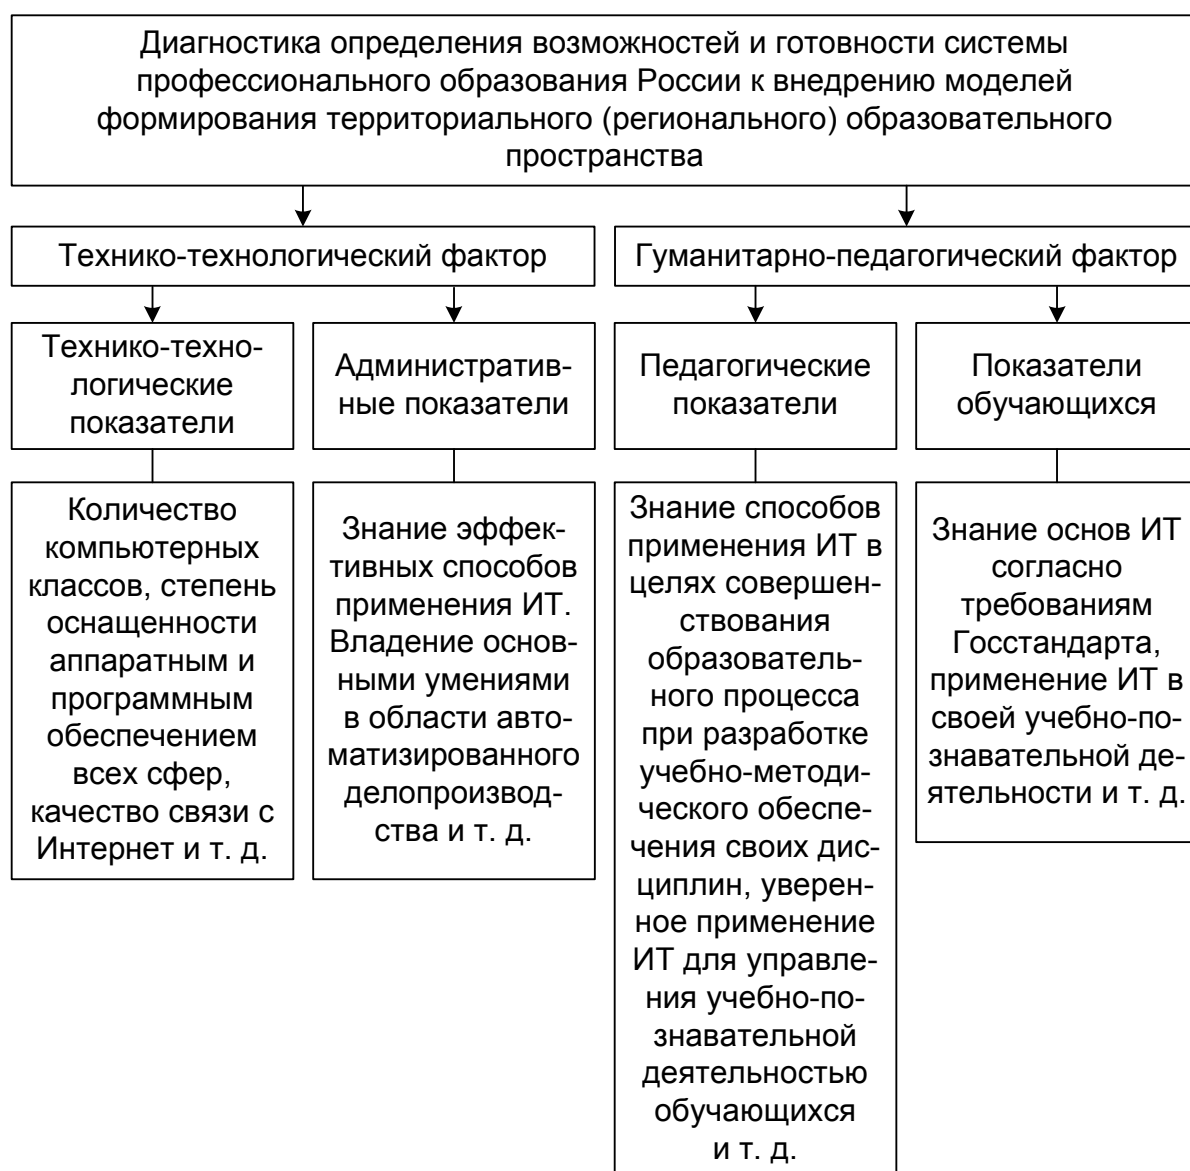 Диагностика определения возможностей и готовности системы
профессионального образования России к внедрению моделей
формирования территориального (регионального) образовательного
пространства
Технико-технологический фактор
Гуманитарно-педагогический фактор
Технико-техно-
логические
показатели
Административ-
ные показатели
Педагогические
показатели
Показатели
обучающихся
Количество
компьютерных
классов, степень
оснащенности
аппаратным и
программным
обеспечением
всех сфер,
качество связи с
Интернет и т. д.
Знание эффек-
тивных способов
применения ИТ.
Владение основ-
ными умениями
в области авто-
матизированного
делопроизвод-
ства и т. д.
Знание способов
применения ИТ в
целях совершен-
ствования
образователь-
ного процесса
при разработке
учебно-методи-
ческого обеспе-
чения своих дис-
циплин, уверен-
ное применение
ИТ для управле-
ния учебно-по-
знавательной
деятельностью
обучающихся
и т. д.
Знание основ ИТ
согласно
требованиям
Госстандарта,
применение ИТ в
своей учебно-по-
знавательной де-
ятельности и т. д.